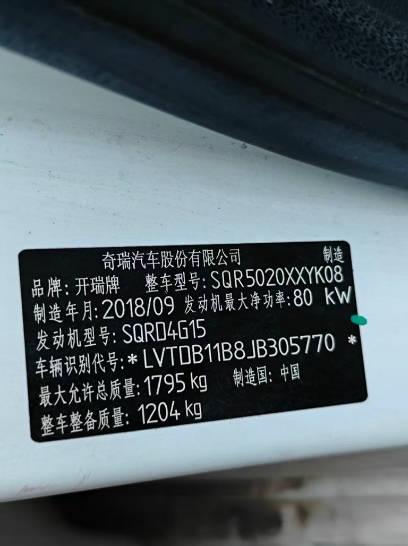 奇瑞汽车股份有限公司 制造
品牌: 开瑞牌 整车型号: SQR5020XXYK08
制造年月: 2018/09 发动机最大净功率: 80 kW
发动机型号: SQRD4G15
车辆识别代号: *LVTDB11B8JB305770*
最大允许总质量: 1795 kg 制造国: 中国
整车整备质量: 1204 kg